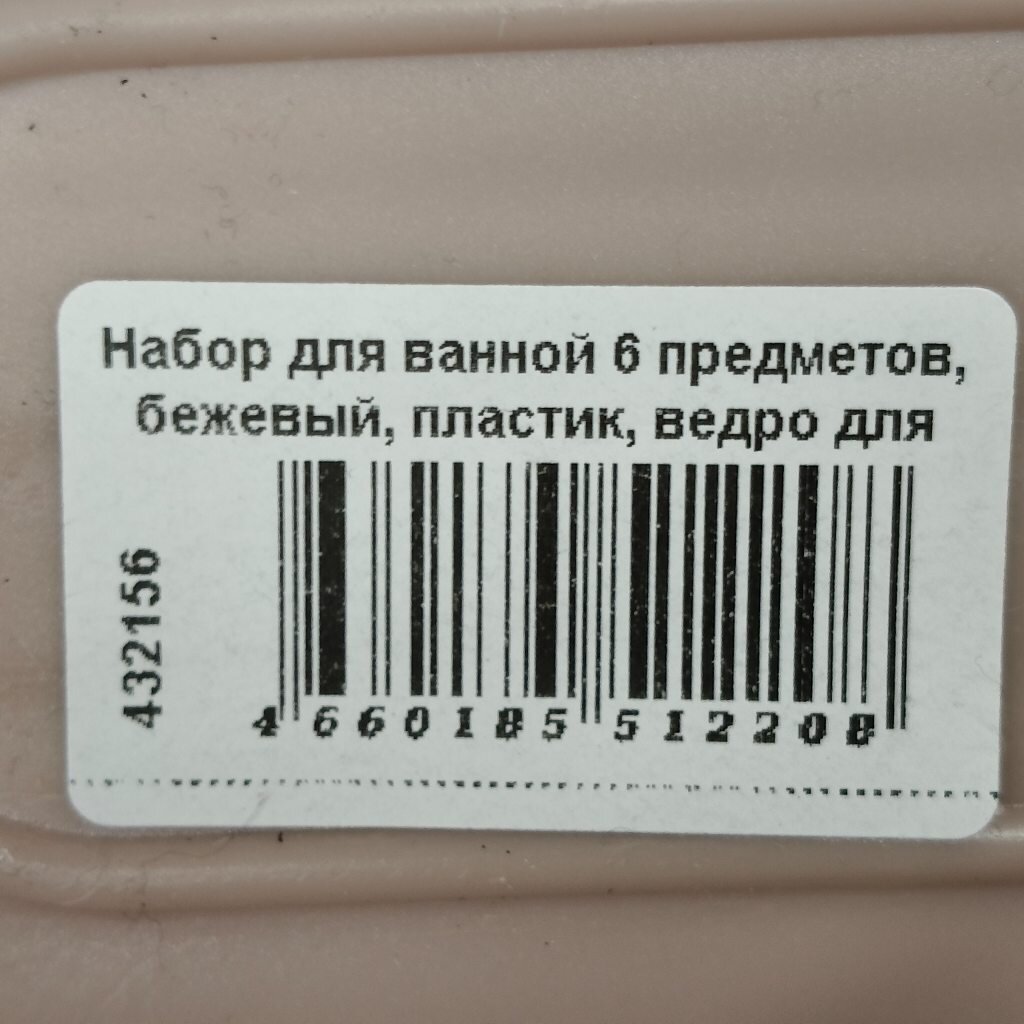 Набор для ванной 6 предметов,
бежевый, пластик, ведро для
432156
4 660185 512208